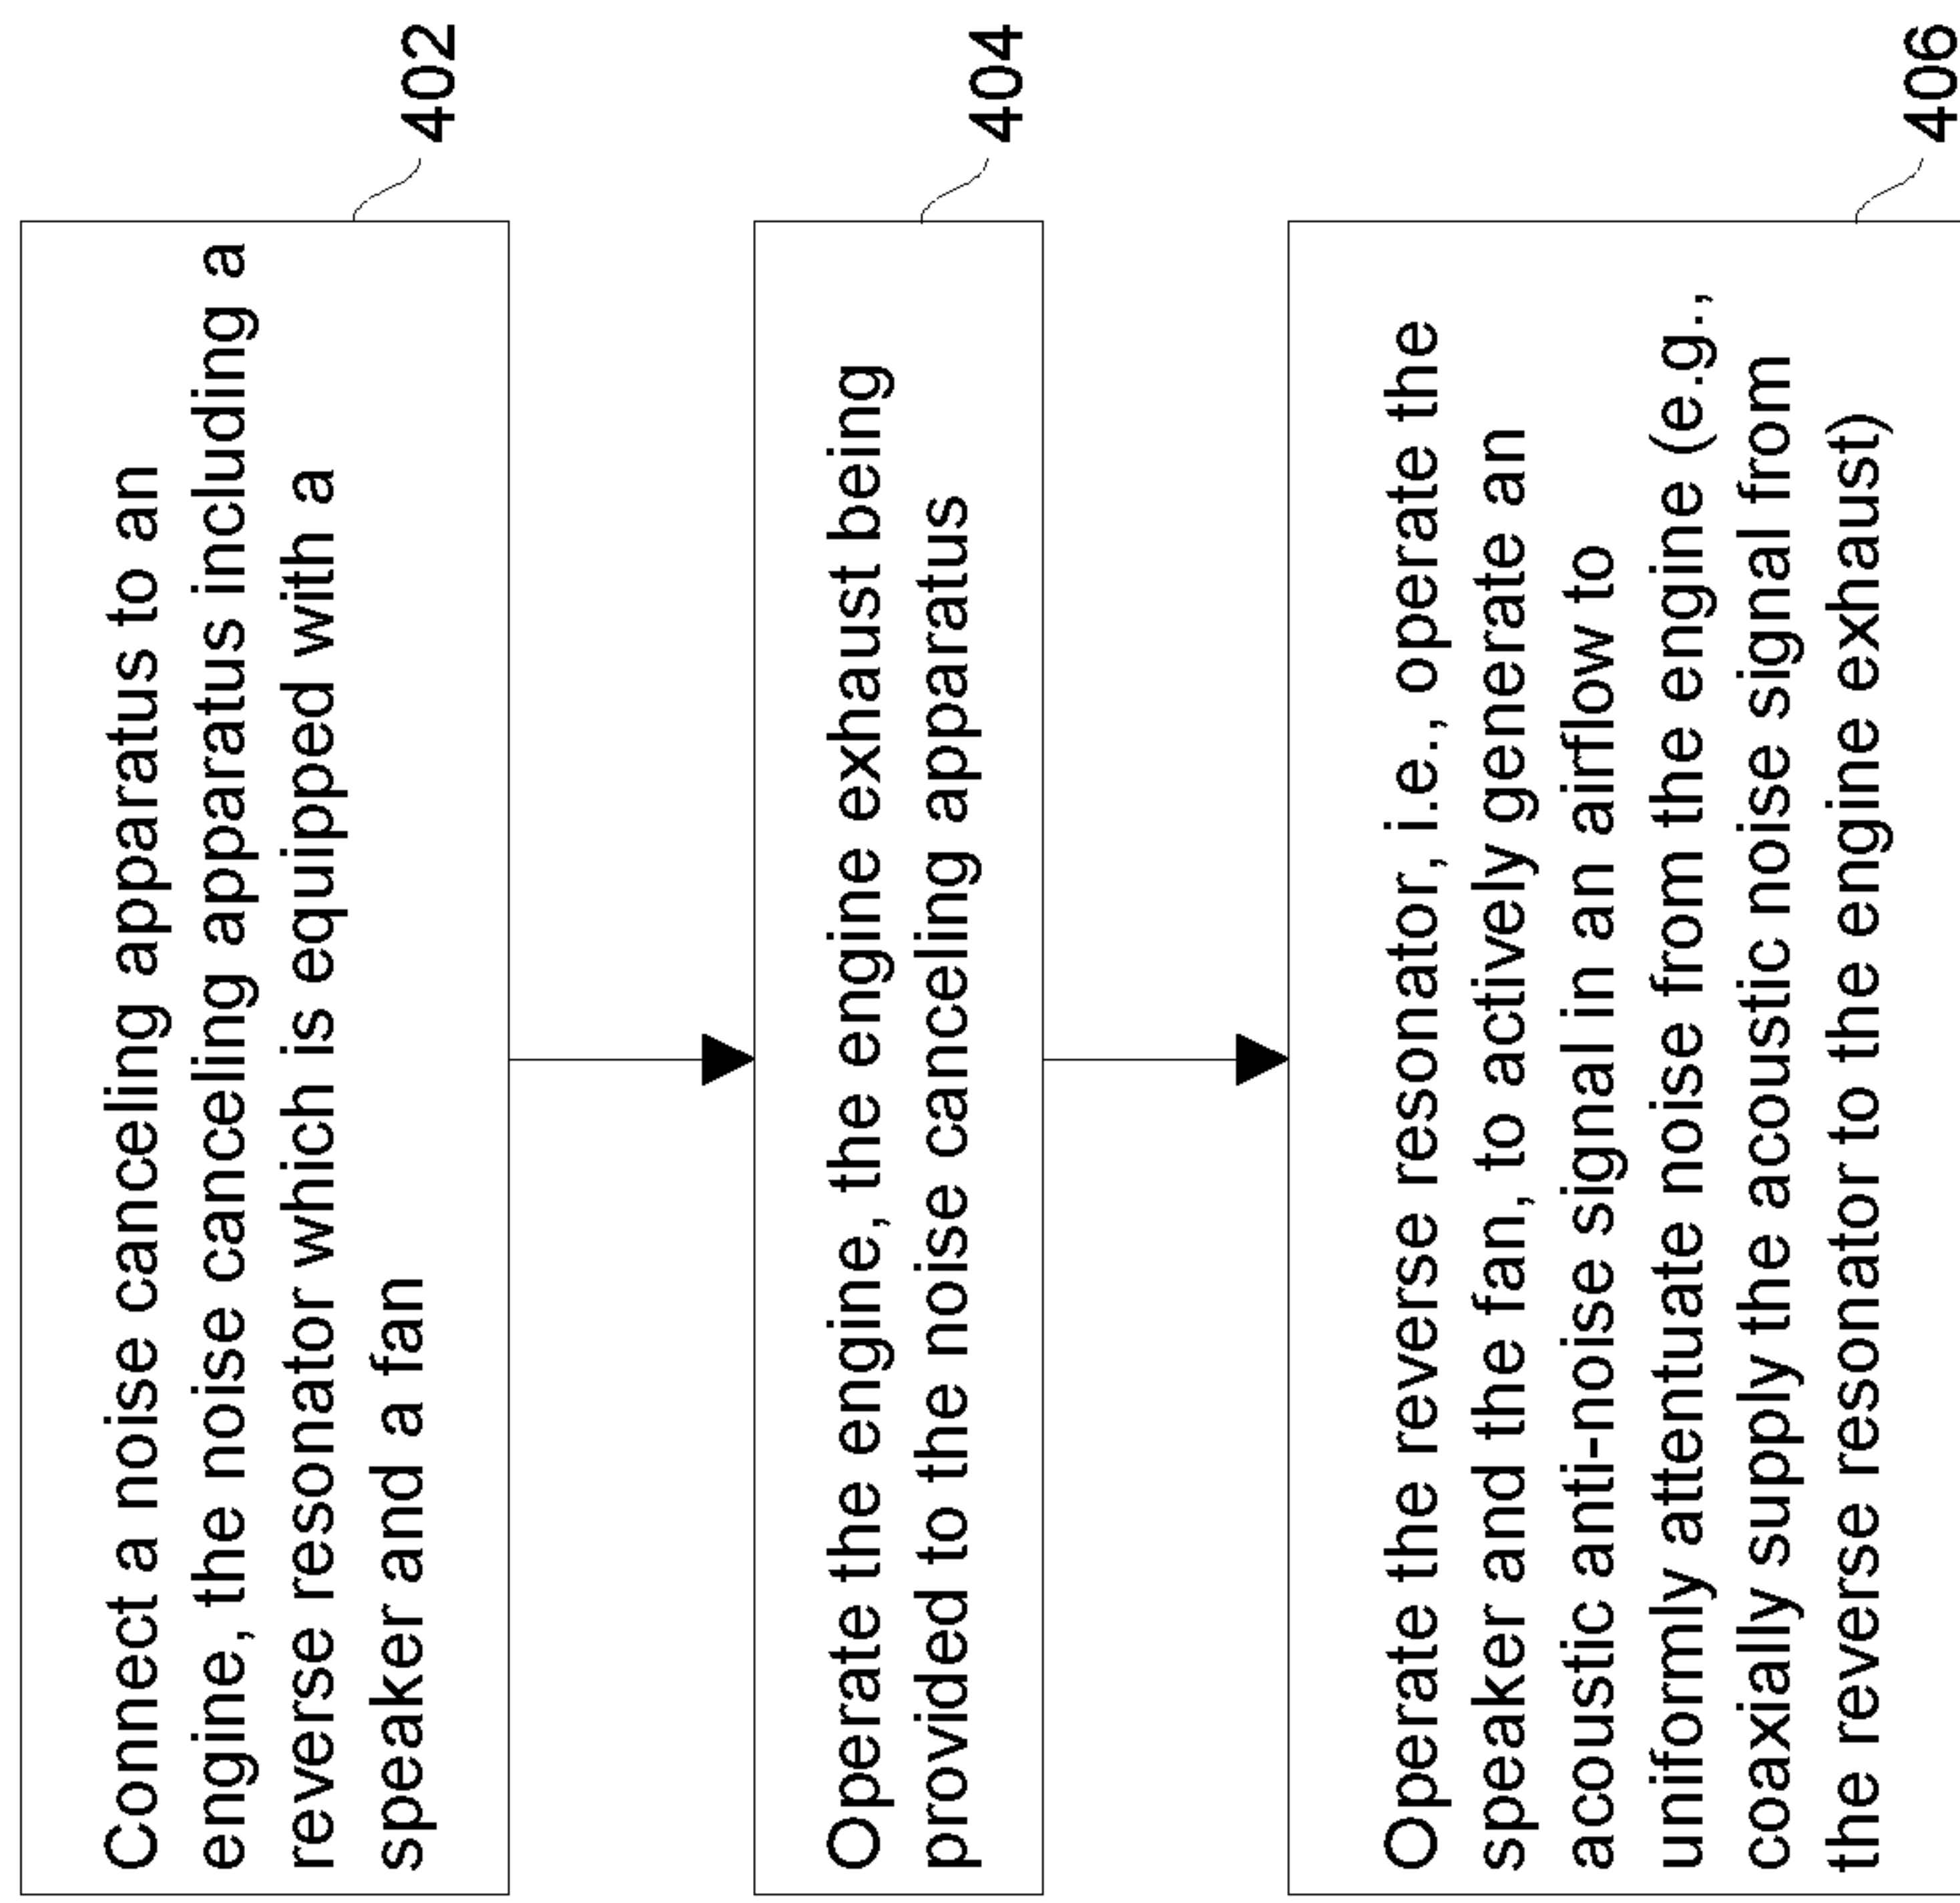 Connect a noise canceling apparatus to an
engine, the noise canceling apparatus including a
reverse resonator which is equipped with a
speaker and a fan
402
Operate the engine, the engine exhaust being
provided to the noise canceling apparatus
404
Operate the reverse resonator, i.e., operate the
speaker and the fan, to actively generate an
acoustic anti-noise signal in an airflow to
uniformly attentuate noise from the engine (e.g.,
coaxially supply the acoustic noise signal from
the reverse resonator to the engine exhaust)
406